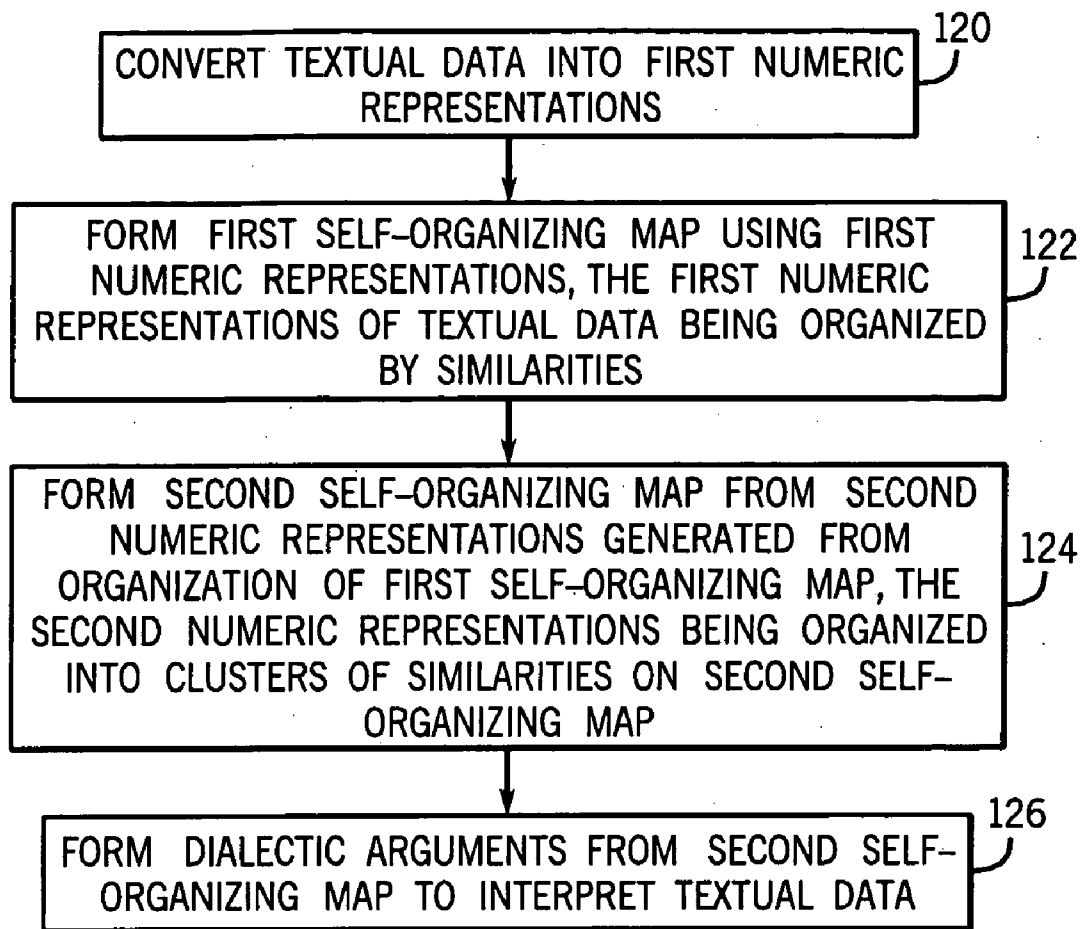 120
CONVERT TEXTUAL DATA INTO FIRST NUMERIC
REPRESENTATIONS
122
FORM FIRST SELF-ORGANIZING MAP USING FIRST
NUMERIC REPRESENTATIONS, THE FIRST NUMERIC
REPRESENTATIONS OF TEXTUAL DATA BEING ORGANIZED
BY SIMILARITIES
124
FORM SECOND SELF-ORGANIZING MAP FROM SECOND
NUMERIC REPRESENTATIONS GENERATED FROM
ORGANIZATION OF FIRST SELF-ORGANIZING MAP, THE
SECOND NUMERIC REPRESENTATIONS BEING ORGANIZED
INTO CLUSTERS OF SIMILARITIES ON SECOND SELF-
ORGANIZING MAP
126
FORM DIALECTIC ARGUMENTS FROM SECOND SELF-
ORGANIZING MAP TO INTERPRET TEXTUAL DATA